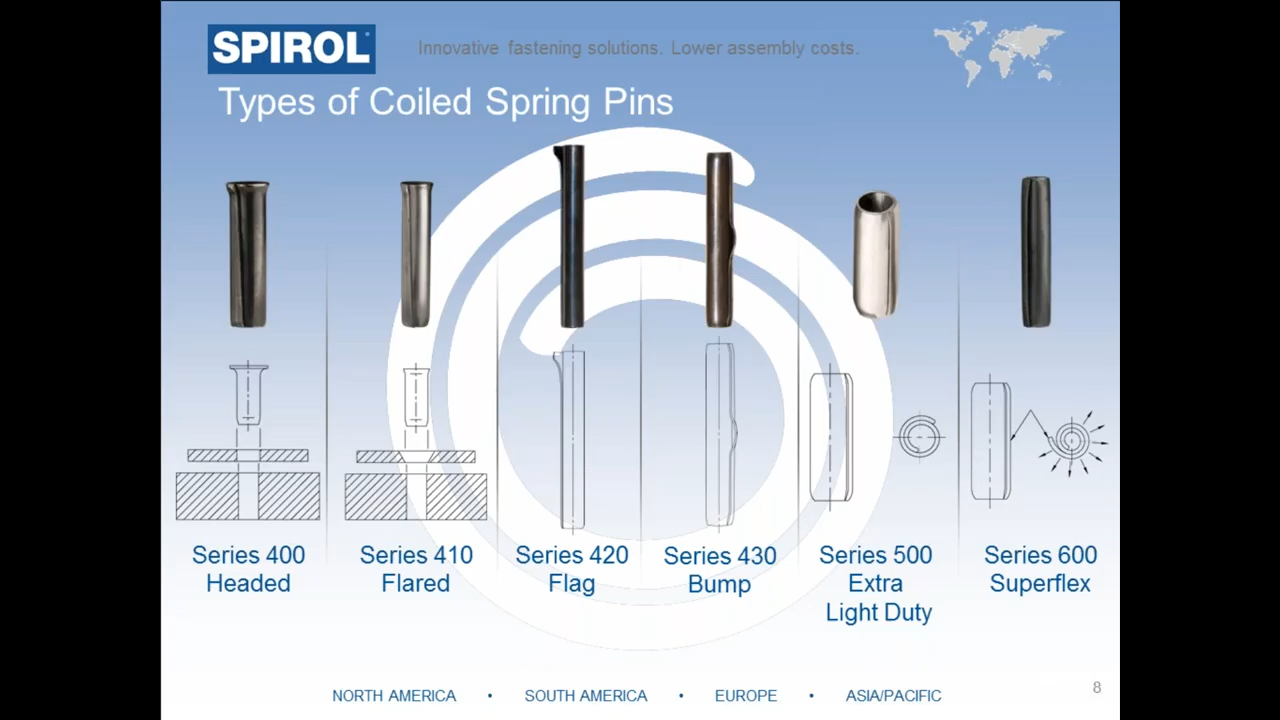 SPIROL
Innovative fastening solutions. Lower assembly costs.
Types of Coiled Spring Pins
Series 400
Headed
Series 410
Flared
Series 420
Flag
Series 430
Bump
Series 500
Extra
Light Duty
Series 600
Superflex
8
NORTH AMERICA • SOUTH AMERICA • EUROPE • ASIA/PACIFIC